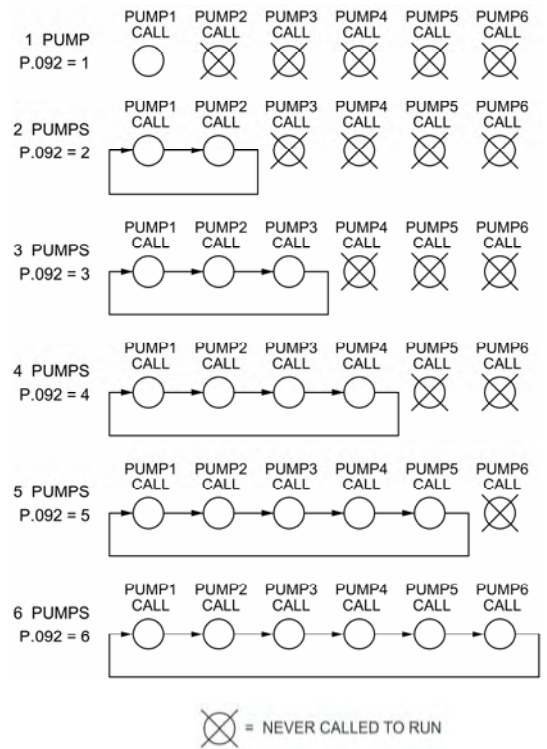 PUMP1 PUMP2 PUMP3 PUMP4 PUMP5 PUMP6
CALL CALL CALL CALL CALL CALL
1 PUMP
P.092 = 1
PUMP1 PUMP2 PUMP3 PUMP4 PUMP5 PUMP6
CALL CALL CALL CALL CALL CALL
2 PUMPS
P.092 = 2
PUMP1 PUMP2 PUMP3 PUMP4 PUMP5 PUMP6
CALL CALL CALL CALL CALL CALL
3 PUMPS
P.092 = 3
PUMP1 PUMP2 PUMP3 PUMP4 PUMP5 PUMP6
CALL CALL CALL CALL CALL CALL
4 PUMPS
P.092 = 4
PUMP1 PUMP2 PUMP3 PUMP4 PUMP5 PUMP6
CALL CALL CALL CALL CALL CALL
5 PUMPS
P.092 = 5
PUMP1 PUMP2 PUMP3 PUMP4 PUMP5 PUMP6
CALL CALL CALL CALL CALL CALL
6 PUMPS
P.092 = 6
= NEVER CALLED TO RUN